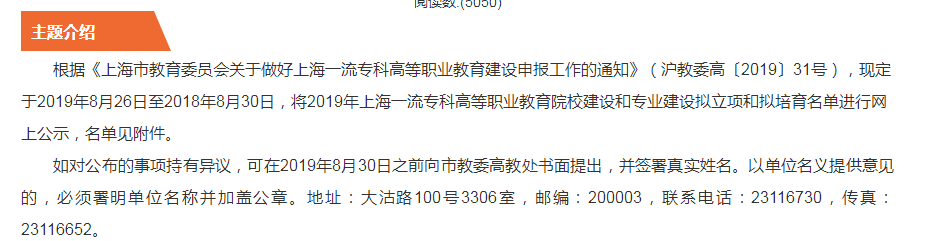 阅读数:(5050)
主题介绍
根据《上海市教育委员会关于做好上海一流专科高等职业教育建设申报工作的通知》（沪教委高〔2019〕31号），现定
于2019年8月26日至2018年8月30日，将2019年上海一流专科高等职业教育院校建设和专业建设拟立项和拟培育名单进行网
上公示，名单见附件。
如对公布的事项持有异议，可在2019年8月30日之前向市教委高教处书面提出，并签署真实姓名。以单位名义提供意见
的，必须署明单位名称并加盖公章。地址：大沽路100号3306室，邮编：200003，联系电话：23116730，传真：
23116652。